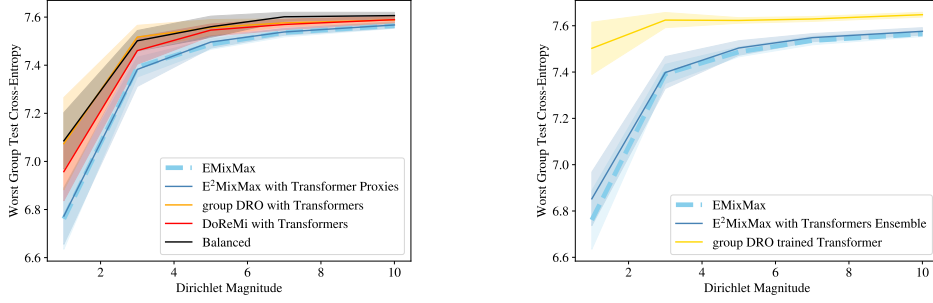 Worst Group Test Cross-Entropy
7.6
7.4
7.2
7.0
6.8
6.6
EMixMax
E²MixMax with Transformer Proxies
group DRO with Transformers
DoReMi with Transformers
Balanced
2
4
6
8
10
Dirichlet Magnitude
Worst Group Test Cross-Entropy
7.6
7.4
7.2
7.0
6.8
6.6
EMixMax
E²MixMax with Transformers Ensemble
group DRO trained Transformer
2
4
6
8
10
Dirichlet Magnitude